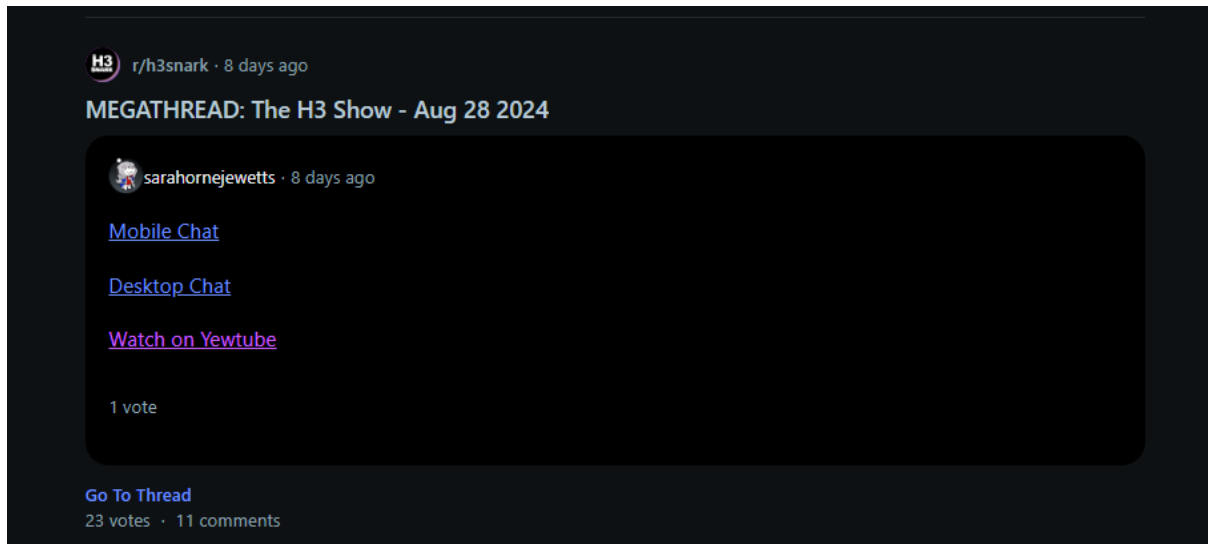 H3
SNARK
r/h3snark · 8 days ago
MEGATHREAD: The H3 Show - Aug 28 2024
sarahornejewetts · 8 days ago
Mobile Chat
Desktop Chat
Watch on Yewtube
1 vote
Go To Thread
23 votes · 11 comments